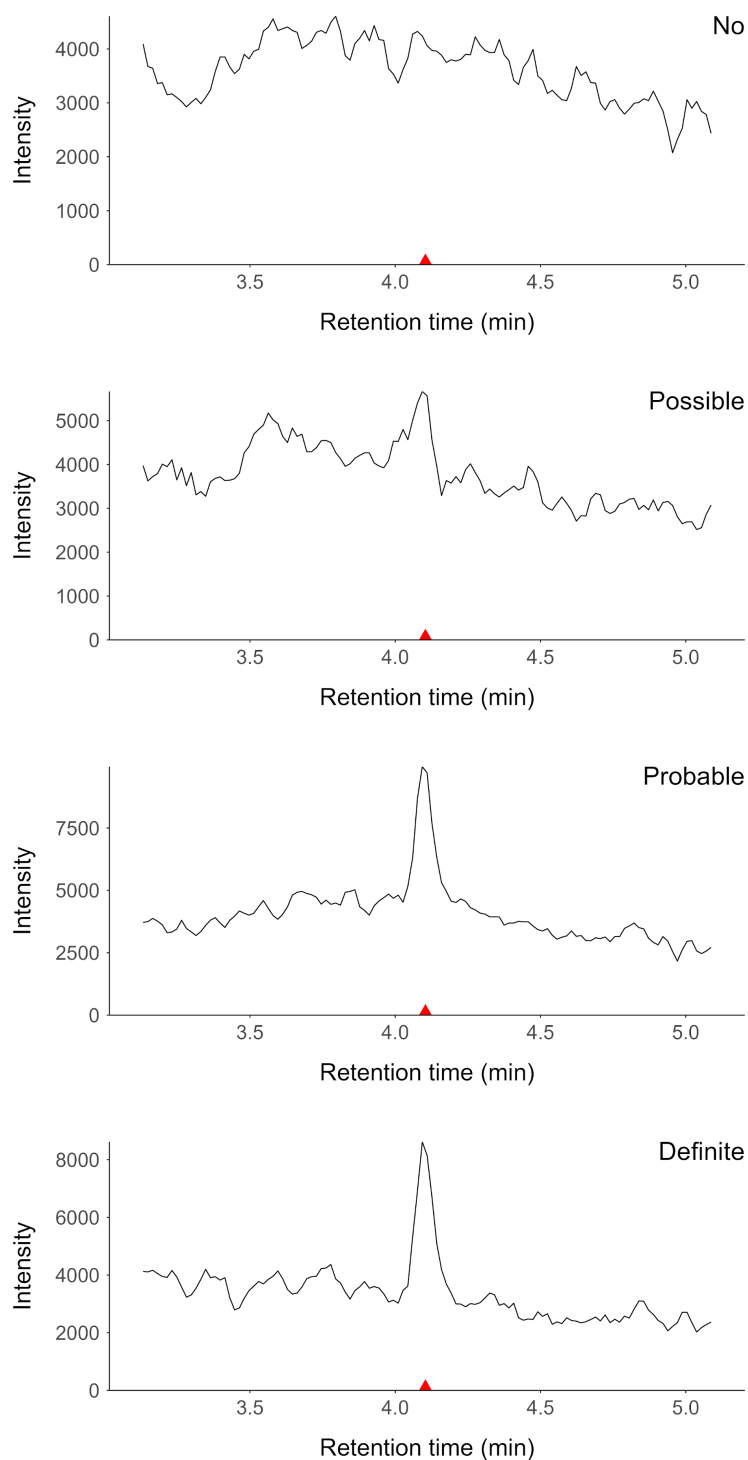 No
4000
3000
2000
1000
0
Intensity
3.5 4.0 4.5 5.0
Retention time (min)
Possible
5000
4000
3000
2000
1000
0
Intensity
3.5 4.0 4.5 5.0
Retention time (min)
Probable
7500
5000
2500
0
Intensity
3.5 4.0 4.5 5.0
Retention time (min)
Definite
8000
6000
4000
2000
0
Intensity
3.5 4.0 4.5 5.0
Retention time (min)